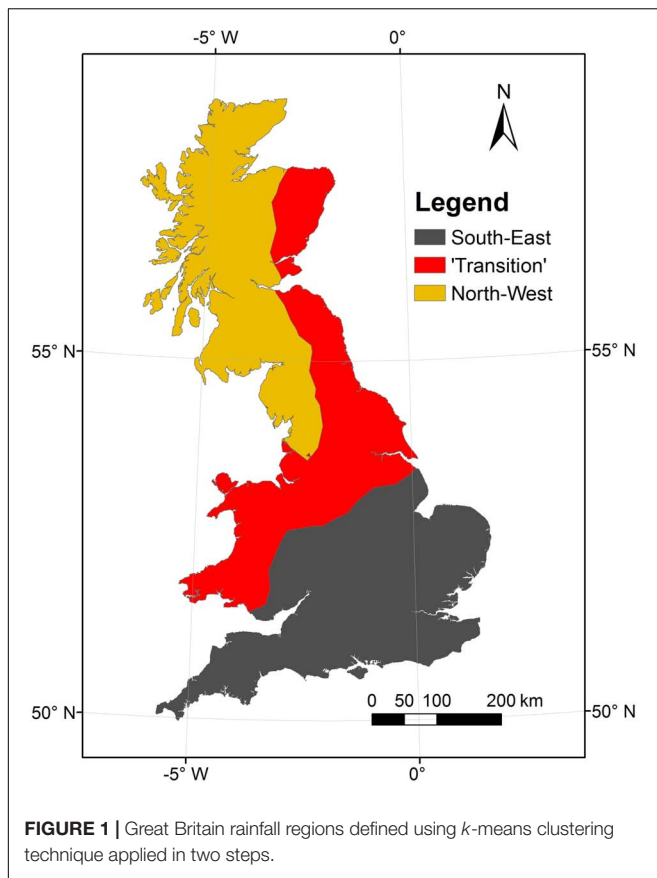 -5° W 0°
N
Legend
South-East
'Transition'
North-West
55° N 55° N
0 50 100 200 km
50° N 50° N
-5° W 0°
FIGURE 1 | Great Britain rainfall regions defined using k-means clustering
technique applied in two steps.